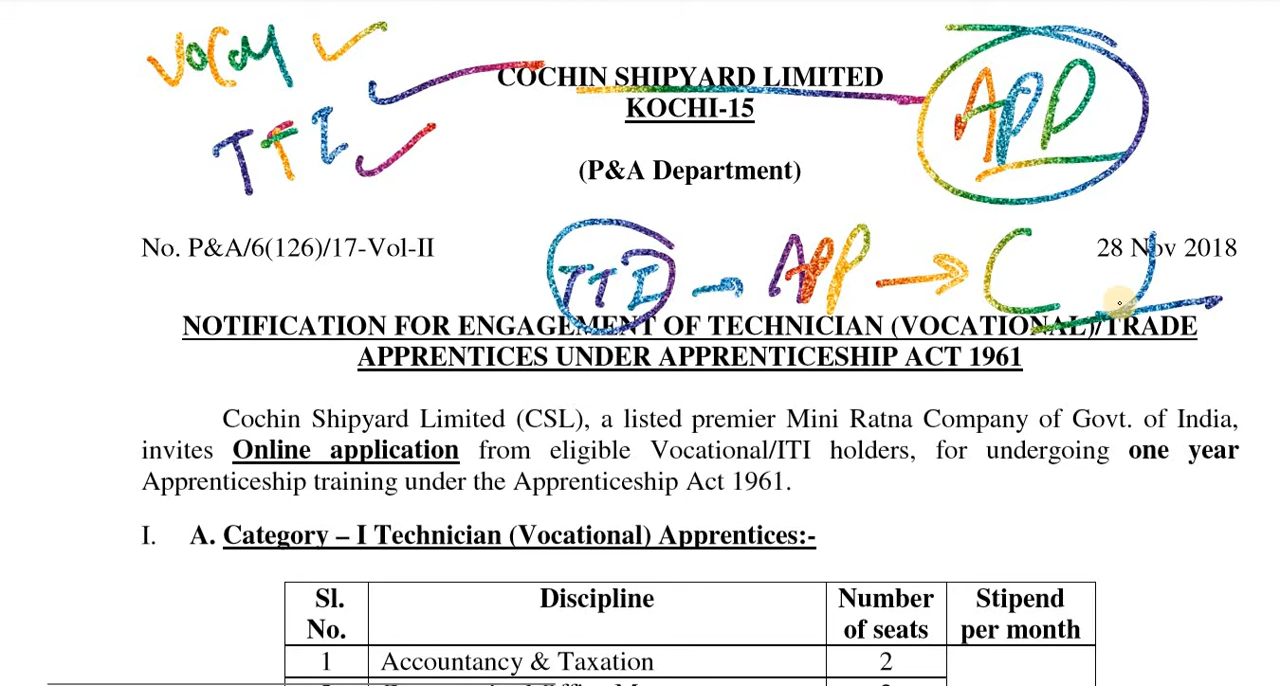 VOCAY
COCHIN SHIPYARD LIMITED
KOCHI-15
APP
(P&A Department)
No. P&A/6(126)/17-Vol-II
28 Nov 2018
APP → C
NOTIFICATION FOR ENGAGEMENT OF TECHNICIAN (VOCATIONAL)/TRADE
APPRENTICES UNDER APPRENTICESHIP ACT 1961
Cochin Shipyard Limited (CSL), a listed premier Mini Ratna Company of Govt. of India,
invites Online application from eligible Vocational/ITI holders, for undergoing one year
Apprenticeship training under the Apprenticeship Act 1961.
I. A. Category – I Technician (Vocational) Apprentices:-
Sl. No. Discipline Number of seats Stipend per month
1 Accountancy & Taxation 2